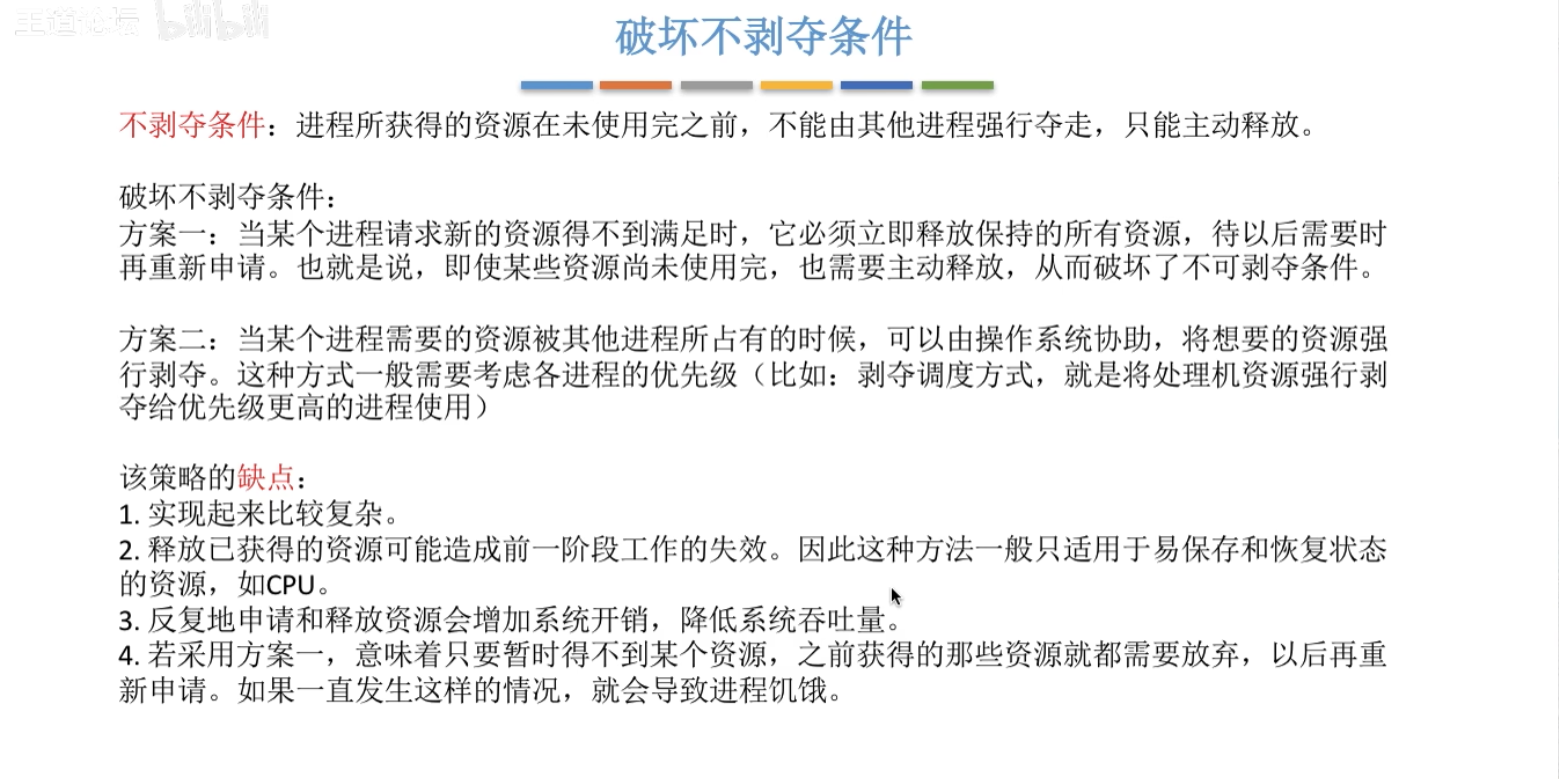 王道论坛 bilibili
破坏不剥夺条件
不剥夺条件：进程所获得的资源在未使用完之前，不能由其他进程强行夺走，只能主动释放。
破坏不剥夺条件：
方案一：当某个进程请求新的资源得不到满足时，它必须立即释放保持的所有资源，待以后需要时
再重新申请。也就是说，即使某些资源尚未使用完，也需要主动释放，从而破坏了不可剥夺条件。
方案二：当某个进程需要的资源被其他进程所占有的时候，可以由操作系统协助，将想要的资源强
行剥夺。这种方式一般需要考虑各进程的优先级（比如：剥夺调度方式，就是将处理机资源强行剥
夺给优先级更高的进程使用）
该策略的缺点：
1. 实现起来比较复杂。
2. 释放已获得的资源可能造成前一阶段工作的失效。因此这种方法一般只适用于易保存和恢复状态
的资源，如CPU。
3. 反复地申请和释放资源会增加系统开销，降低系统吞吐量。
4. 若采用方案一，意味着只要暂时得不到某个资源，之前获得的那些资源就都需要放弃，以后再重
新申请。如果一直发生这样的情况，就会导致进程饥饿。